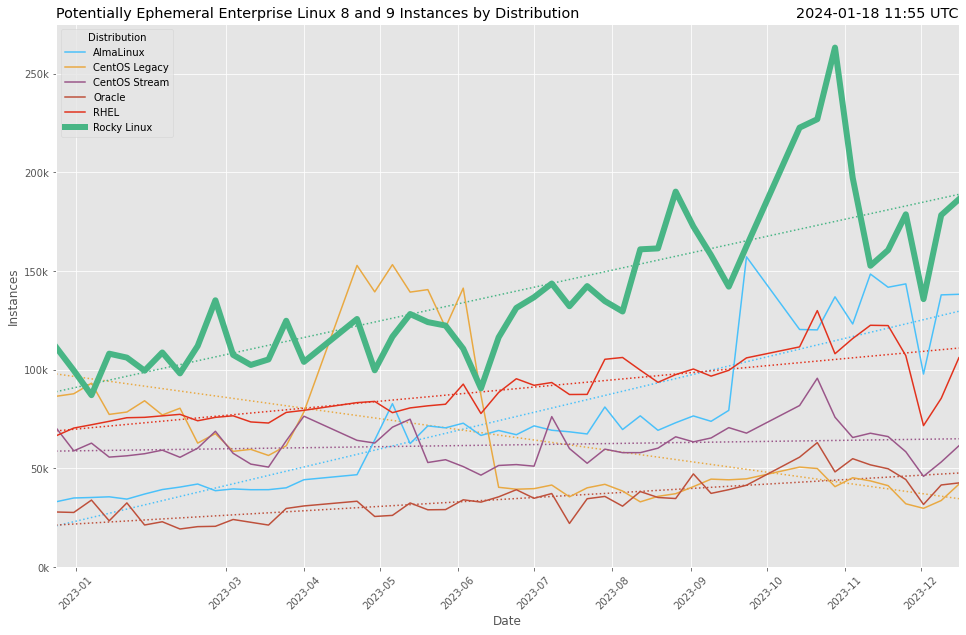 Potentially Ephemeral Enterprise Linux 8 and 9 Instances by Distribution
2024-01-18 11:55 UTC
Distribution
AlmaLinux
CentOS Legacy
CentOS Stream
Oracle
RHEL
Rocky Linux
250k
200k
150k
100k
50k
0k
Instances
2023-01
2023-03
2023-04
2023-05
2023-06
2023-07
2023-08
2023-09
2023-10
2023-11
2023-12
Date